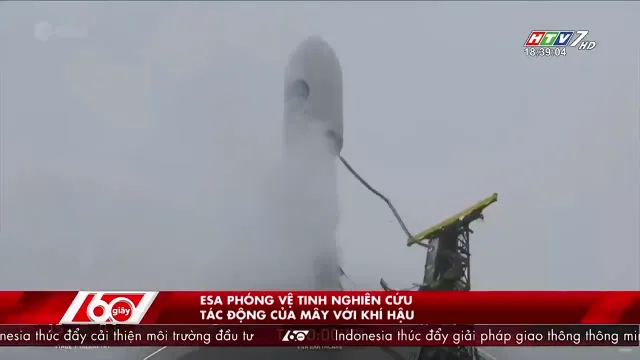 HTV7 HD
18:39:04
60 giây
ESA PHÓNG VỆ TINH NGHIÊN CỨU
TÁC ĐỘNG CỦA MÂY VỚI KHÍ HẬU
nesia thúc đẩy cải thiện môi trường đầu tư 60 Indonesia thúc đẩy giải pháp giao thông thông mi